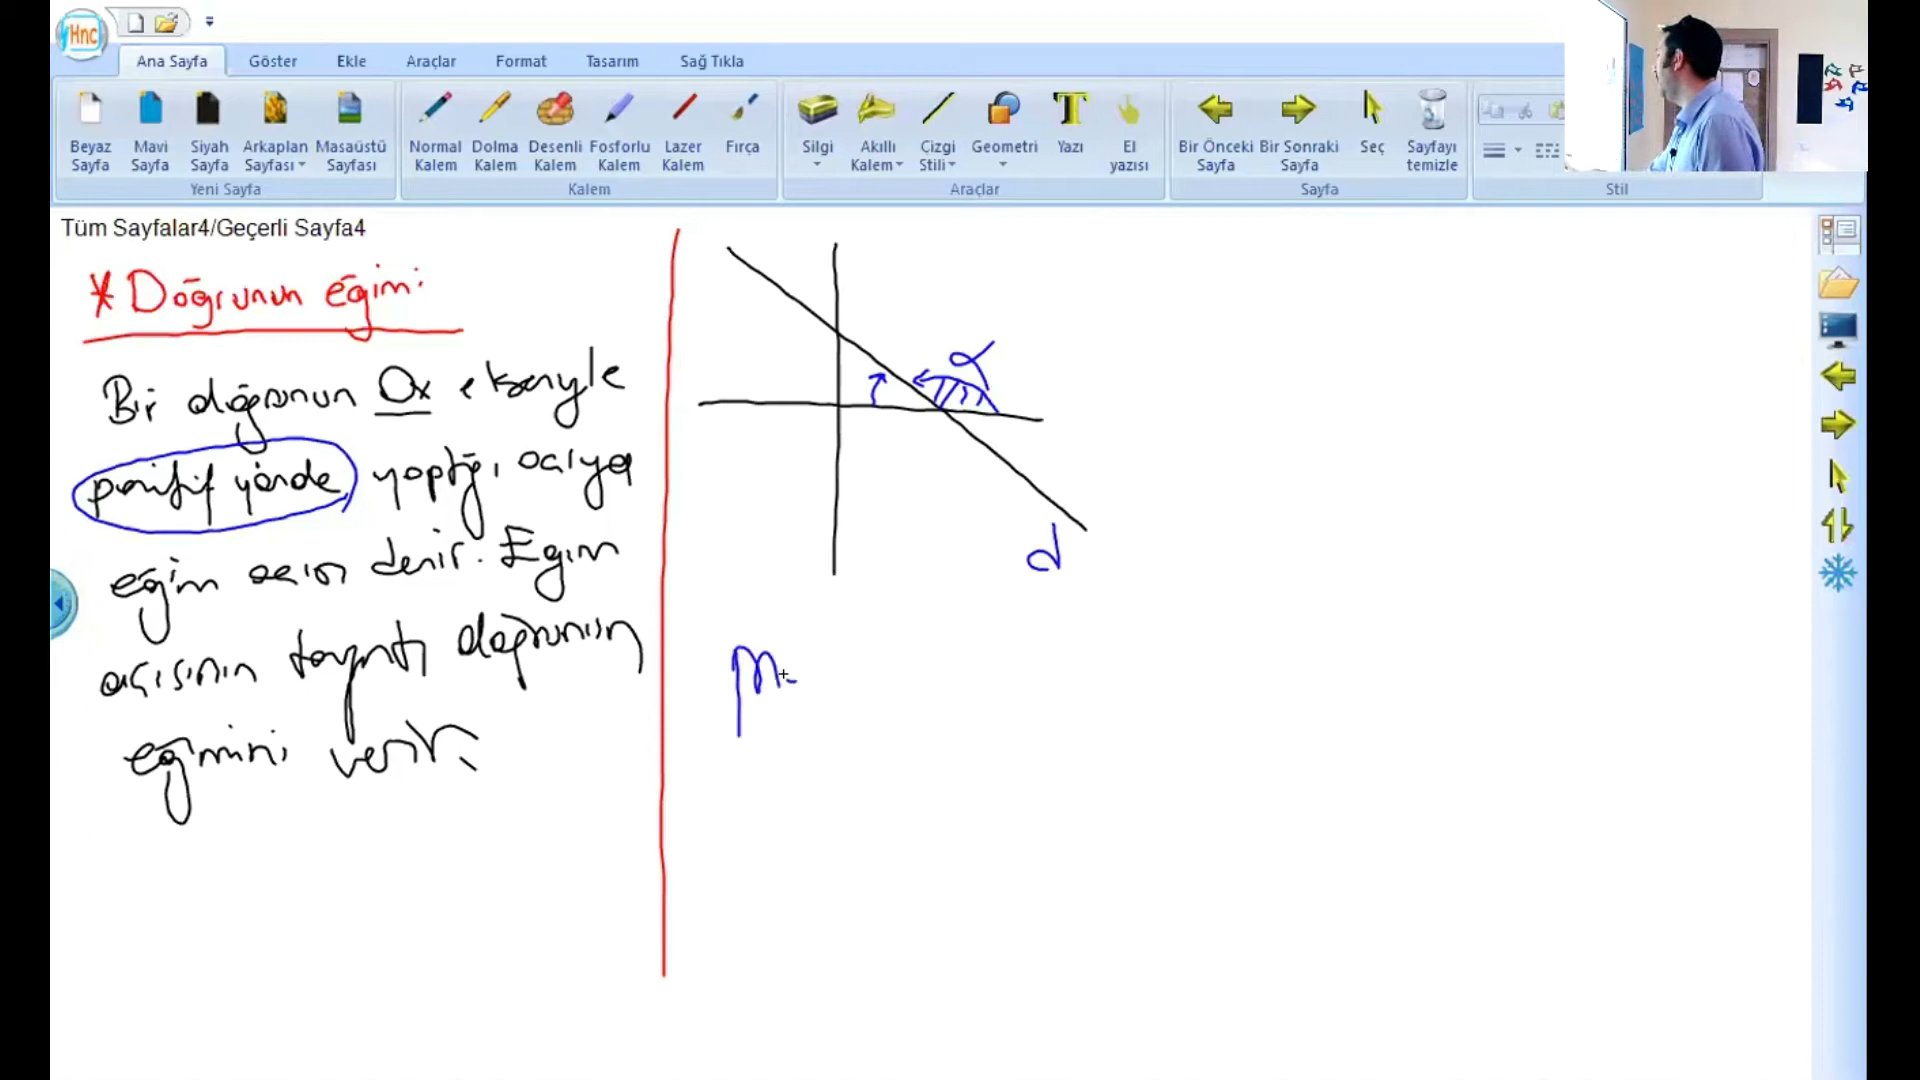 Hnc
Ana Sayfa Göster Ekle Araçlar Format Tasarım Sağ Tıkla
Beyaz Sayfa
Mavi Sayfa
Siyah Sayfa
Arkaplan Sayfası
Masaüstü Sayfası
Normal Kalem
Dolma Kalem
Desenli Kalem
Fosforlu Kalem
Lazer Kalem
Fırça
Silgi
Akıllı Kalem
Çizgi Stili
Geometri
Yazı
El yazısı
Bir Önceki Sayfa
Bir Sonraki Sayfa
Seç
Sayfayı temizle
Yeni Sayfa Kalem Araçlar Sayfa Stil
Tüm Sayfalar4/Geçerli Sayfa4
* Doğrunun eğimi
Bir doğrunun Ox ekseniyle
pozitif yönde yaptığı açıya
eğim açısı denir. Eğim
açısının tanjantı doğrunun
eğimini verir.
α
d
m